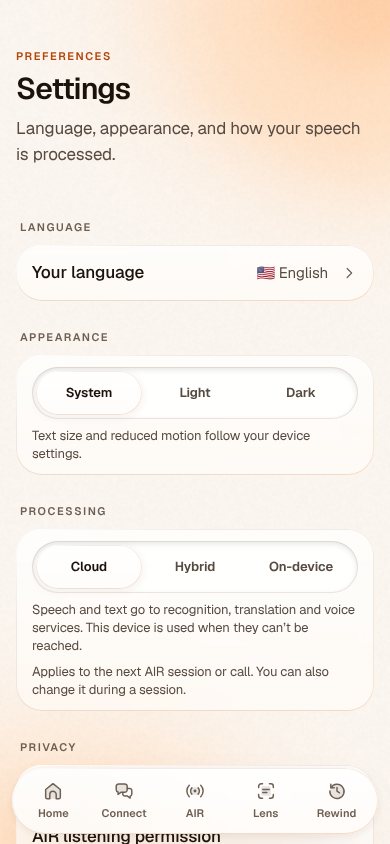 PREFERENCES
Settings
Language, appearance, and how your speech
is processed.
LANGUAGE
Your language
English
APPEARANCE
System
Light
Dark
Text size and reduced motion follow your device
settings.
PROCESSING
Cloud
Hybrid
On-device
Speech and text go to recognition, translation and voice
services. This device is used when they can’t be
reached.
Applies to the next AIR session or call. You can also
change it during a session.
PRIVACY
Home
Connect
AIR
Lens
Rewind
AIR listening permission